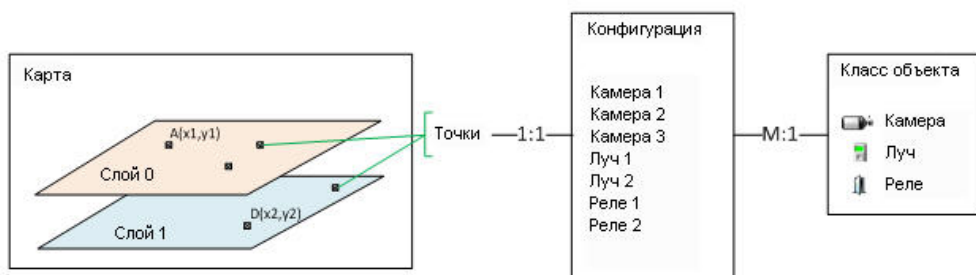 Карта
A(x1,y1)
Слой 0
D(x2,y2)
Слой 1
Точки
1:1
Конфигурация
Камера 1
Камера 2
Камера 3
Луч 1
Луч 2
Реле 1
Реле 2
M:1
Класс объекта
Камера
Луч
Реле